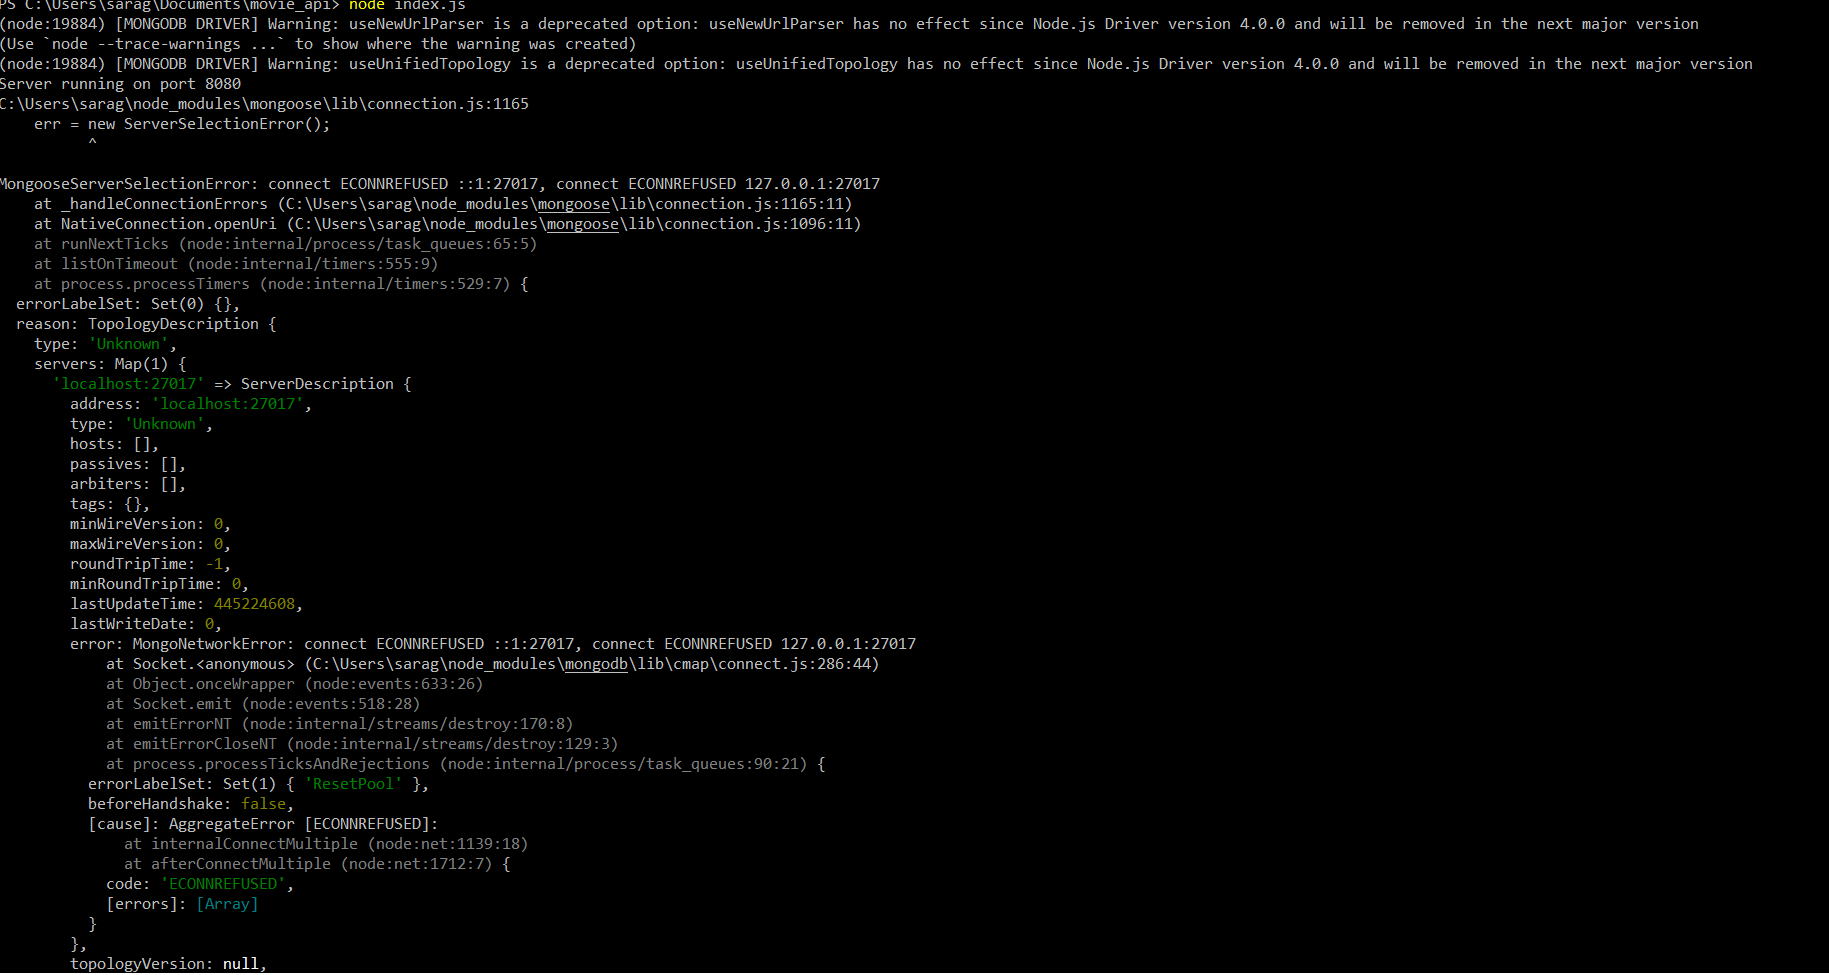 PS C:\Users\sarag\Documents\movie_api> node index.js
(node:19884) [MONGODB DRIVER] Warning: useNewUrlParser is a deprecated option: useNewUrlParser has no effect since Node.js Driver version 4.0.0 and will be removed in the next major version
(Use `node --trace-warnings ...` to show where the warning was created)
(node:19884) [MONGODB DRIVER] Warning: useUnifiedTopology is a deprecated option: useUnifiedTopology has no effect since Node.js Driver version 4.0.0 and will be removed in the next major version
Server running on port 8080
C:\Users\sarag\node_modules\mongoose\lib\connection.js:1165
    err = new ServerSelectionError();
          ^

MongooseServerSelectionError: connect ECONNREFUSED ::1:27017, connect ECONNREFUSED 127.0.0.1:27017
    at _handleConnectionErrors (C:\Users\sarag\node_modules\mongoose\lib\connection.js:1165:11)
    at NativeConnection.openUri (C:\Users\sarag\node_modules\mongoose\lib\connection.js:1096:11)
    at runNextTicks (node:internal/process/task_queues:65:5)
    at listOnTimeout (node:internal/timers:555:9)
    at process.processTimers (node:internal/timers:529:7) {
  errorLabelSet: Set(0) {},
  reason: TopologyDescription {
    type: 'Unknown',
    servers: Map(1) {
      'localhost:27017' => ServerDescription {
        address: 'localhost:27017',
        type: 'Unknown',
        hosts: [],
        passives: [],
        arbiters: [],
        tags: {},
        minWireVersion: 0,
        maxWireVersion: 0,
        roundTripTime: -1,
        minRoundTripTime: 0,
        lastUpdateTime: 445224608,
        lastWriteDate: 0,
        error: MongoNetworkError: connect ECONNREFUSED ::1:27017, connect ECONNREFUSED 127.0.0.1:27017
            at Socket.<anonymous> (C:\Users\sarag\node_modules\mongodb\lib\cmap\connect.js:286:44)
            at Object.onceWrapper (node:events:633:26)
            at Socket.emit (node:events:518:28)
            at emitErrorNT (node:internal/streams/destroy:170:8)
            at emitErrorCloseNT (node:internal/streams/destroy:129:3)
            at process.processTicksAndRejections (node:internal/process/task_queues:90:21) {
          errorLabelSet: Set(1) { 'ResetPool' },
          beforeHandshake: false,
          [cause]: AggregateError [ECONNREFUSED]:
              at internalConnectMultiple (node:net:1139:18)
              at afterConnectMultiple (node:net:1712:7) {
            code: 'ECONNREFUSED',
            [errors]: [Array]
          }
        },
        topologyVersion: null,